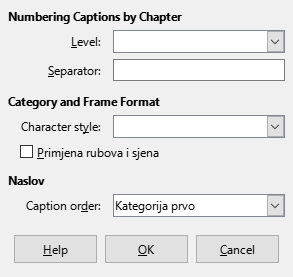 Numbering Captions by Chapter
Level:
Separator:
Category and Frame Format
Character style:
Primjena rubova i sjena
Naslov
Caption order: Kategorija prvo
Help OK Cancel